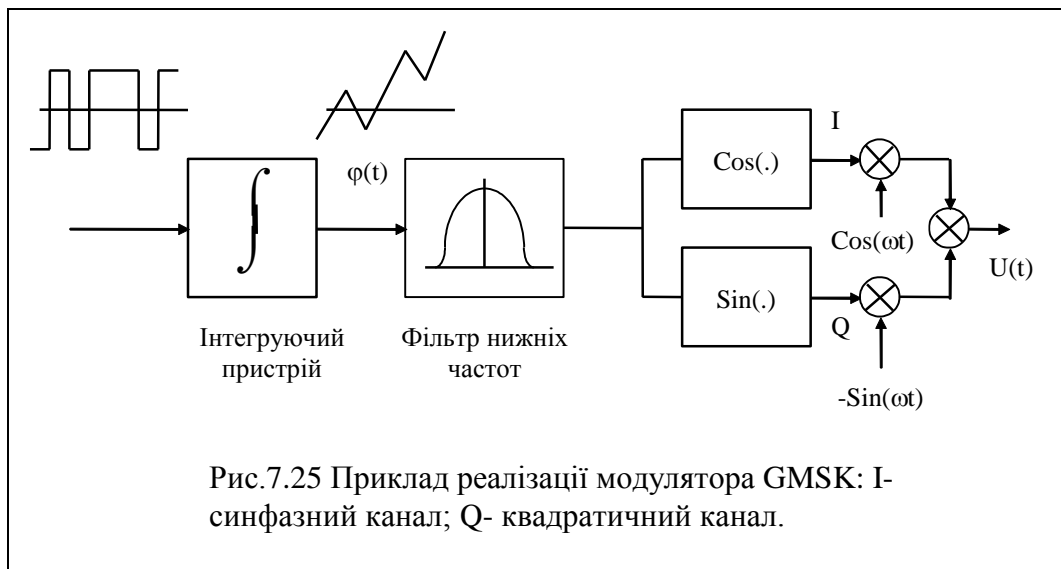 φ(t)
I
Cos(.)
Cos(ωt)
U(t)
Sin(.)
Q
-Sin(ωt)
Інтегруючий
пристрій
Фільтр нижніх
частот
Рис.7.25 Приклад реалізації модулятора GMSK: I-
синфазний канал; Q- квадратичний канал.